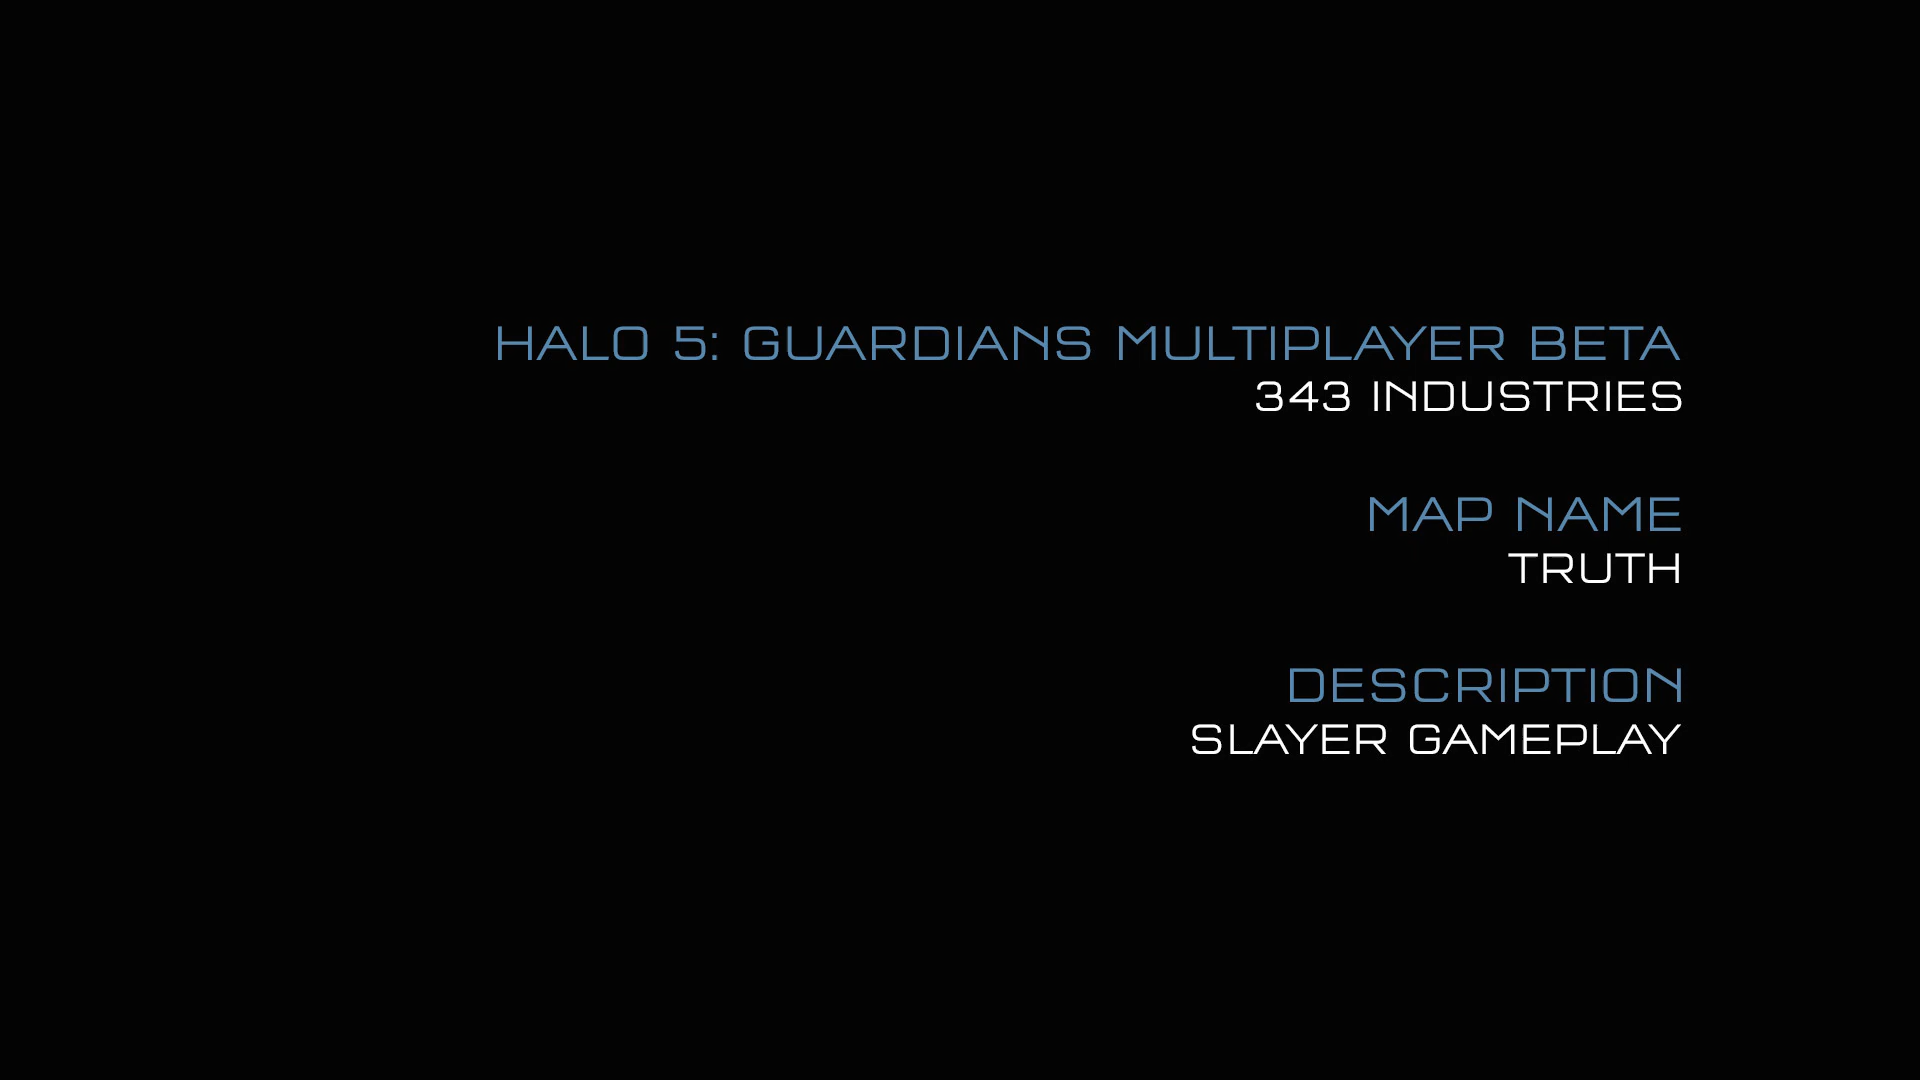 HALO 5: GUARDIANS MULTIPLAYER BETA
343 INDUSTRIES
MAP NAME
TRUTH
DESCRIPTION
SLAYER GAMEPLAY